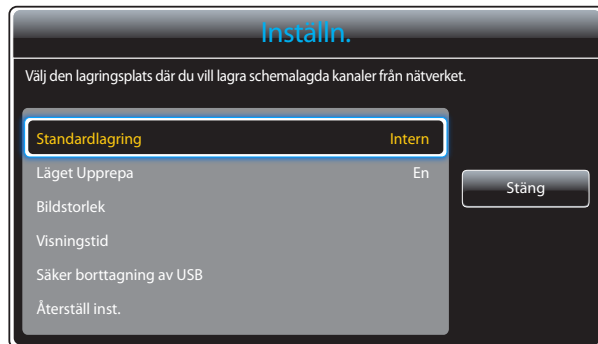 Inställn.
Välj den lagringsplats där du vill lagra schemalagda kanaler från nätverket.
Standardlagring Intern
Läget Upprepa En
Bildstorlek
Visningstid
Säker borttagning av USB
Återställ inst.
Stäng